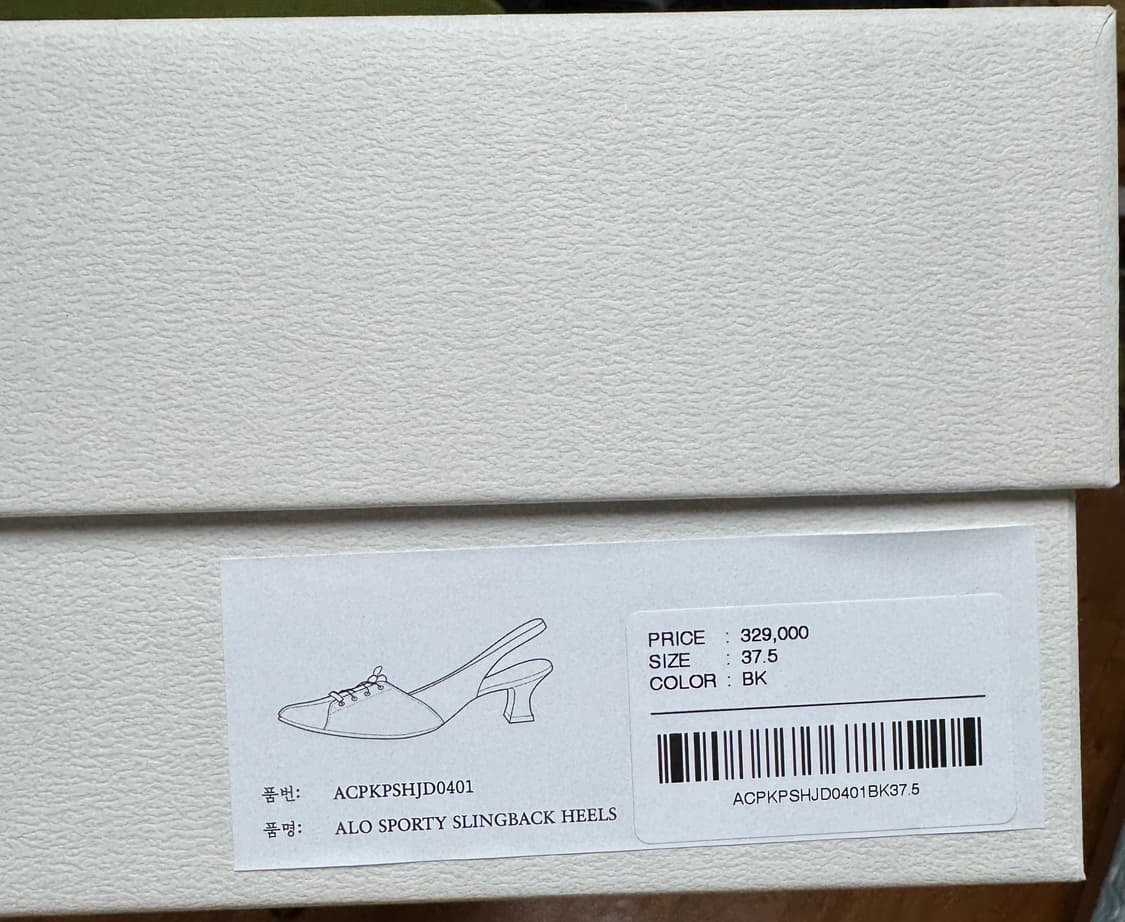 품번: ACPKPSHJD0401
품명: ALO SPORTY SLINGBACK HEELS
PRICE : 329,000
SIZE : 37.5
COLOR : BK
ACPKPSHJD0401BK37.5